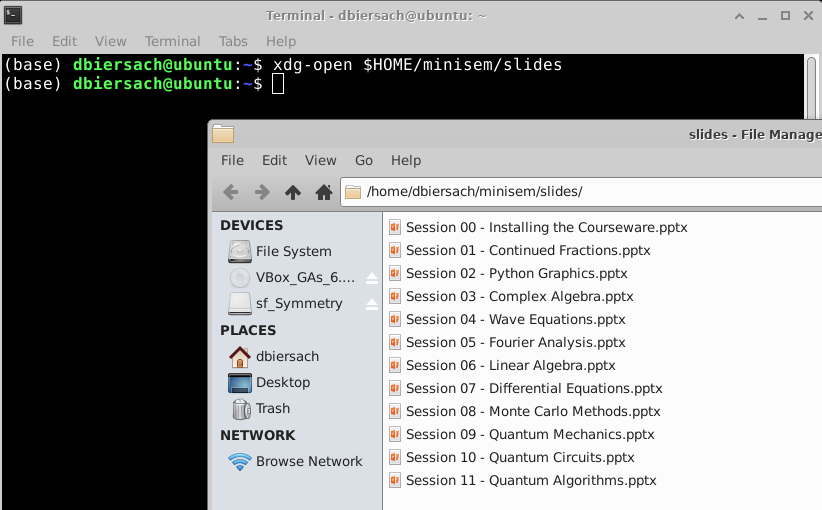 Terminal - dbiersach@ubuntu: ~
File Edit View Terminal Tabs Help
(base) dbiersach@ubuntu:~$ xdg-open $HOME/minisem/slides
(base) dbiersach@ubuntu:~$
slides - File Manage
File Edit View Go Help
/home/dbiersach/minisem/slides/
DEVICES
File System
VBox_GAs_6....
sf_Symmetry
PLACES
dbiersach
Desktop
Trash
NETWORK
Browse Network
Session 00 - Installing the Courseware.pptx
Session 01 - Continued Fractions.pptx
Session 02 - Python Graphics.pptx
Session 03 - Complex Algebra.pptx
Session 04 - Wave Equations.pptx
Session 05 - Fourier Analysis.pptx
Session 06 - Linear Algebra.pptx
Session 07 - Differential Equations.pptx
Session 08 - Monte Carlo Methods.pptx
Session 09 - Quantum Mechanics.pptx
Session 10 - Quantum Circuits.pptx
Session 11 - Quantum Algorithms.pptx